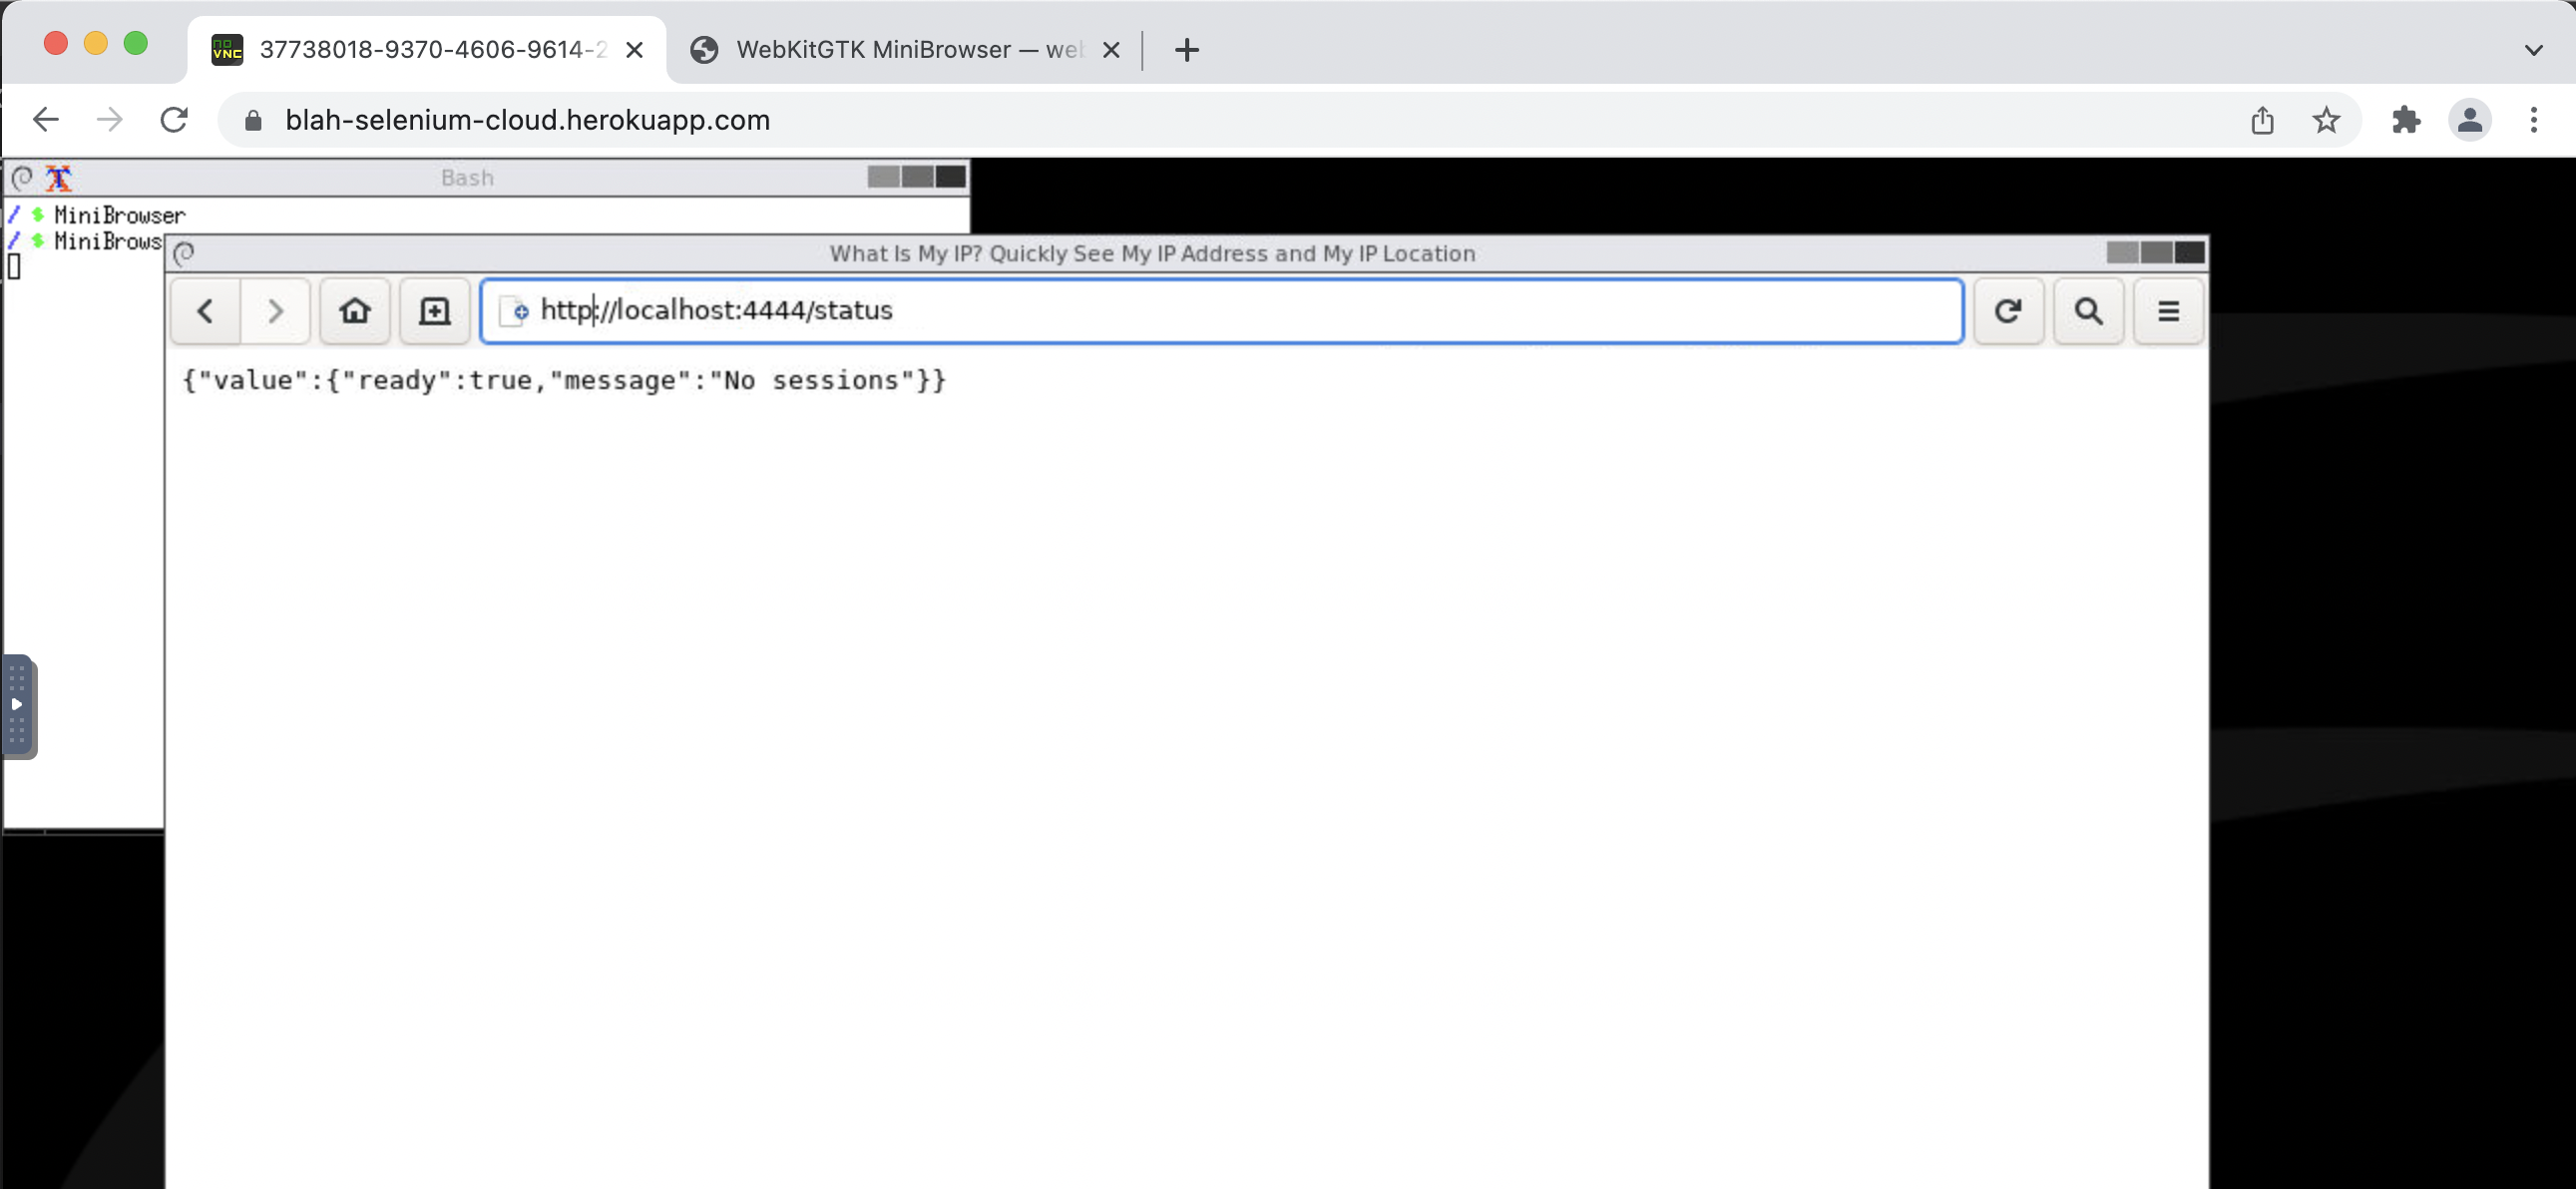 37738018-9370-4606-9614-2
WebKitGTK MiniBrowser — web
blah-selenium-cloud.herokuapp.com
Bash
/ $ MiniBrowser
/ $ MiniBrows
What Is My IP? Quickly See My IP Address and My IP Location
http://localhost:4444/status
{"value":{"ready":true,"message":"No sessions"}}